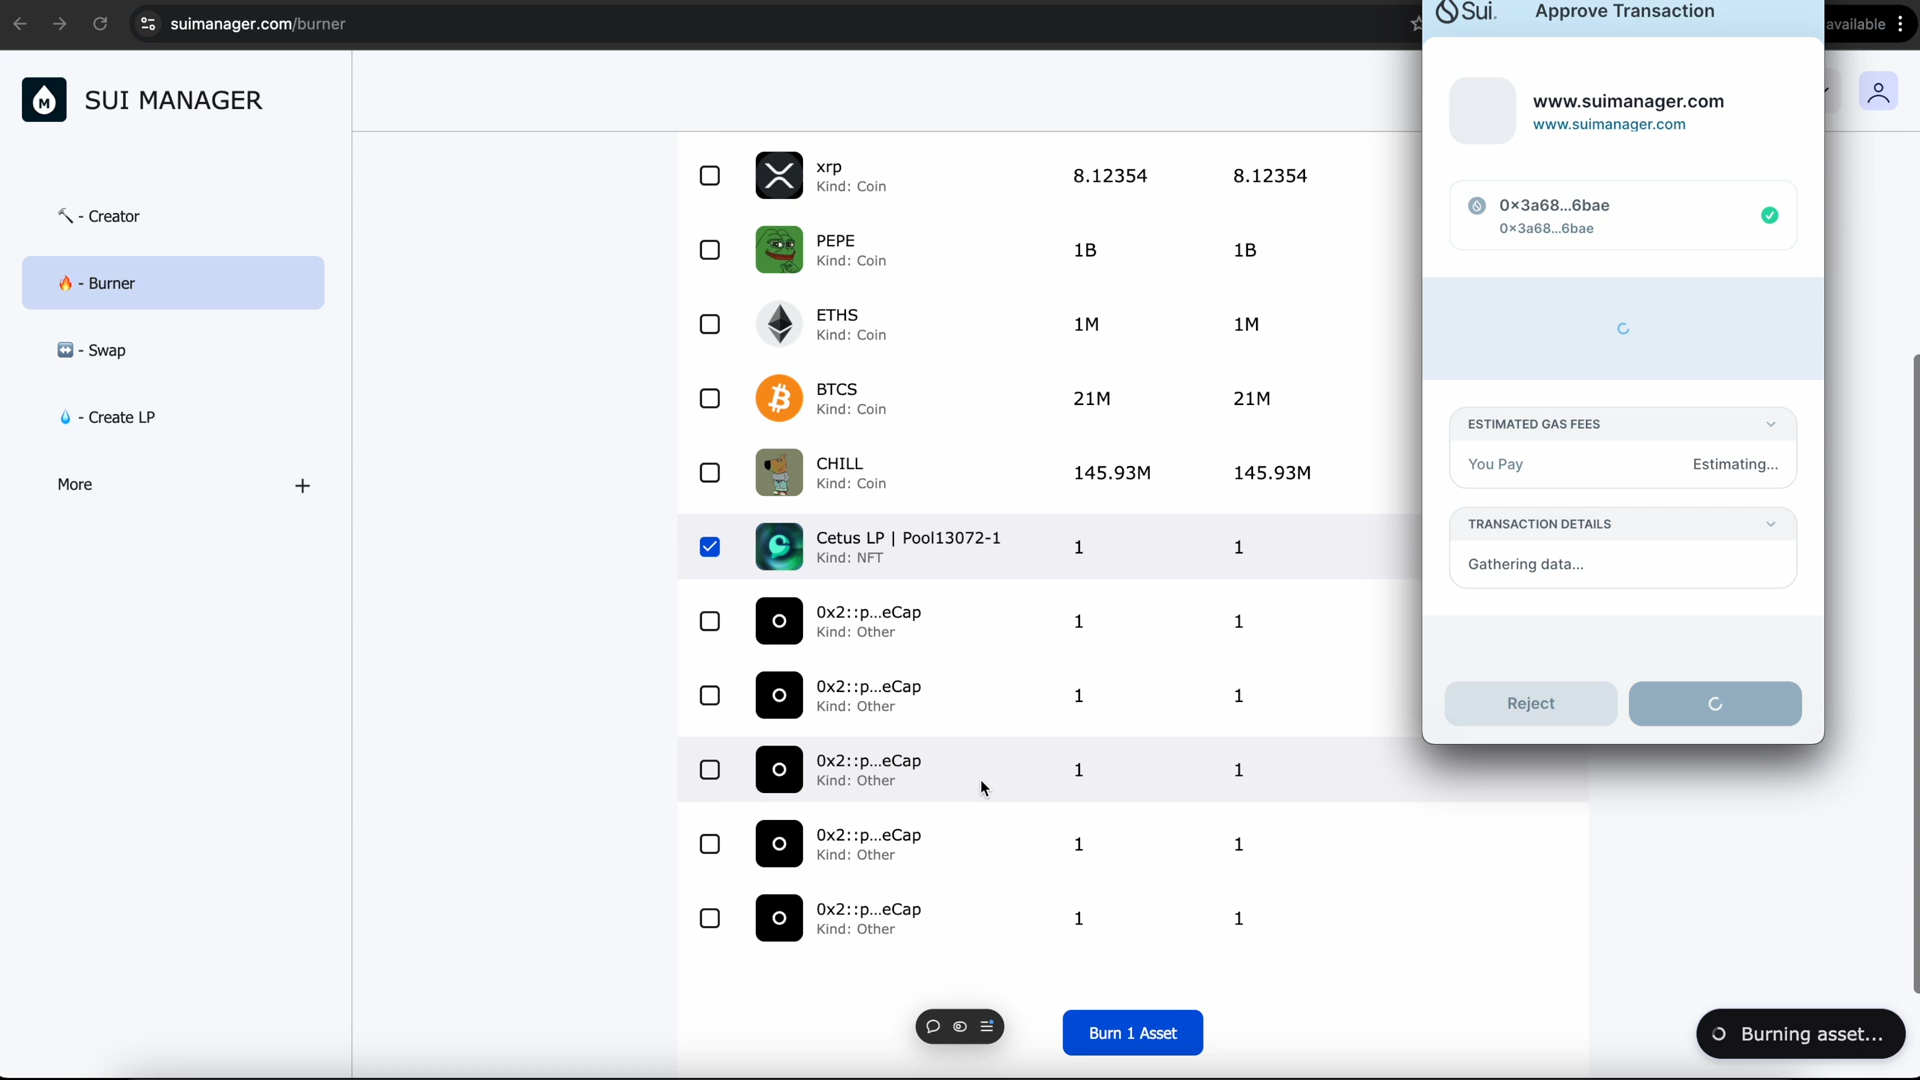 suimanager.com/burner
Sui.
Approve Transaction
available
M
SUI MANAGER
www.suimanager.com
www.suimanager.com
- Creator
- Burner
- Swap
- Create LP
More
xrp
Kind: Coin
8.12354
8.12354
PEPE
Kind: Coin
1B
1B
ETHS
Kind: Coin
1M
1M
BTCS
Kind: Coin
21M
21M
CHILL
Kind: Coin
145.93M
145.93M
Cetus LP | Pool13072-1
Kind: NFT
1
1
0x2::p...eCap
Kind: Other
1
1
0x2::p...eCap
Kind: Other
1
1
0x2::p...eCap
Kind: Other
1
1
0x2::p...eCap
Kind: Other
1
1
0x2::p...eCap
Kind: Other
1
1
0×3a68...6bae
0×3a68...6bae
ESTIMATED GAS FEES
You Pay
Estimating...
TRANSACTION DETAILS
Gathering data...
Reject
Burn 1 Asset
Burning asset...